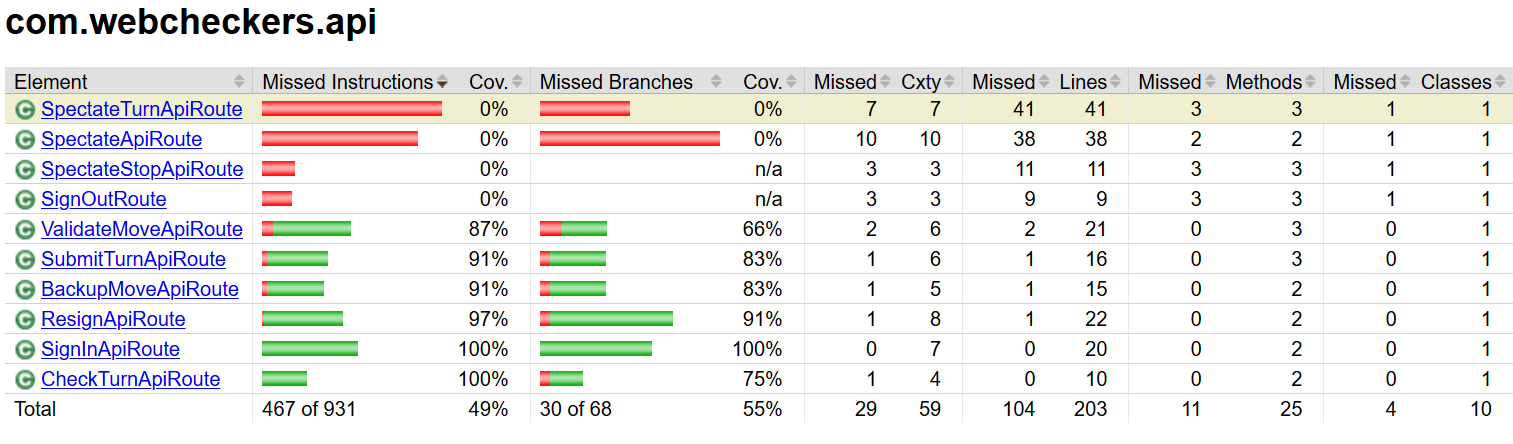 com.webcheckers.api
Element Missed Instructions Cov. Missed Branches Cov. Missed Cxty Missed Lines Missed Methods Missed Classes
C SpectateTurnApiRoute 0% 0% 7 7 41 41 3 3 1 1
C SpectateApiRoute 0% 0% 10 10 38 38 2 2 1 1
C SpectateStopApiRoute 0% n/a 3 3 11 11 3 3 1 1
C SignOutRoute 0% n/a 3 3 9 9 3 3 1 1
C ValidateMoveApiRoute 87% 66% 2 6 2 21 0 3 0 1
C SubmitTurnApiRoute 91% 83% 1 6 1 16 0 3 0 1
C BackupMoveApiRoute 91% 83% 1 5 1 15 0 2 0 1
C ResignApiRoute 97% 91% 1 8 1 22 0 2 0 1
C SignInApiRoute 100% 100% 0 7 0 20 0 2 0 1
C CheckTurnApiRoute 100% 75% 1 4 0 10 0 2 0 1
Total 467 of 931 49% 30 of 68 55% 29 59 104 203 11 25 4 10